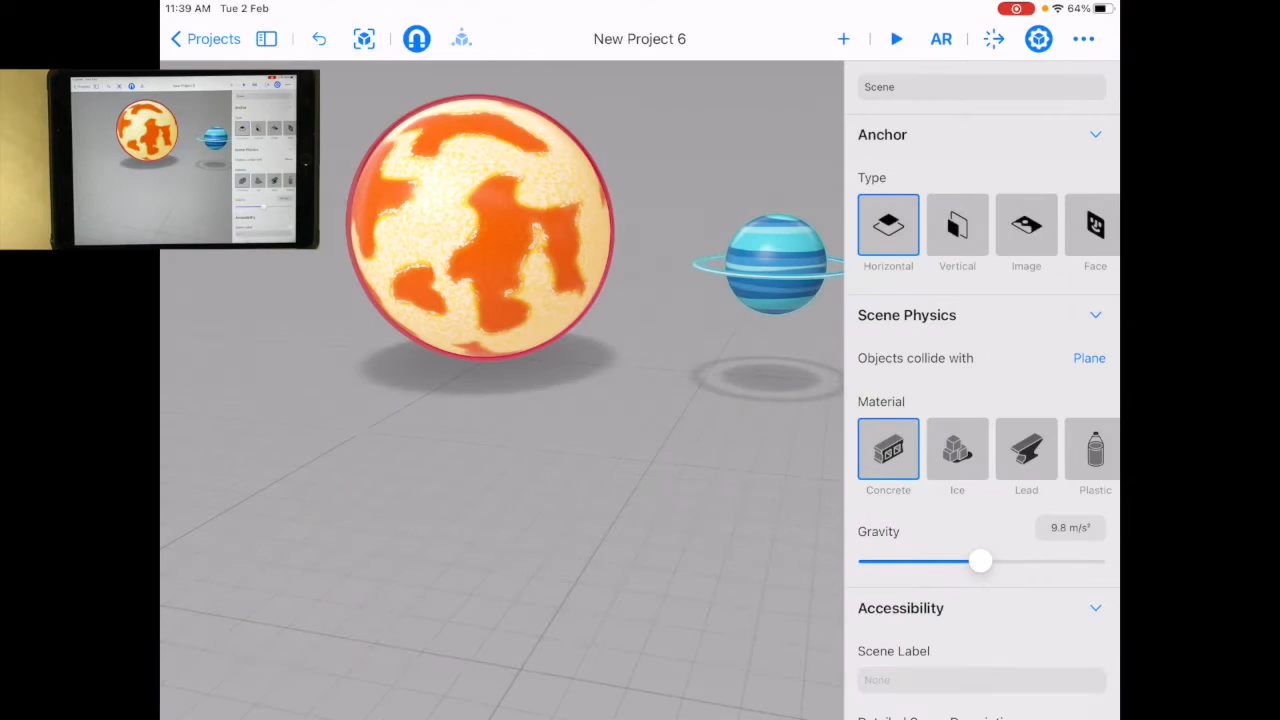 11:39 AM Tue 2 Feb 64%
Projects New Project 6 AR
Scene
Anchor
Type
Horizontal Vertical Image Face
Scene Physics
Objects collide with Plane
Material
Concrete Ice Lead Plastic
Gravity 9.8 m/s²
Accessibility
Scene Label
None